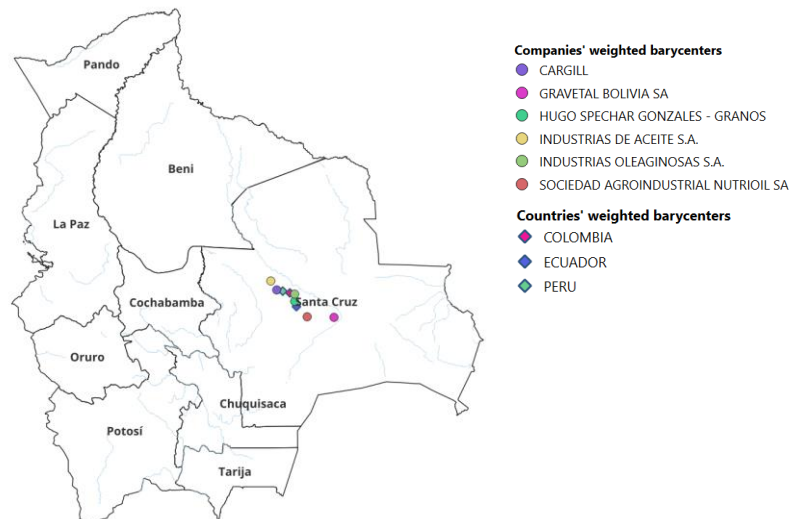 Pando
Beni
La Paz
Cochabamba
Santa Cruz
Oruro
Chuquisaca
Potosí
Tarija
Companies' weighted barycenters
CARGILL
GRAVETAL BOLIVIA SA
HUGO SPECHAR GONZALES - GRANOS
INDUSTRIAS DE ACEITE S.A.
INDUSTRIAS OLEAGINOSAS S.A.
SOCIEDAD AGROINDUSTRIAL NUTRIOIL SA
Countries' weighted barycenters
COLOMBIA
ECUADOR
PERU